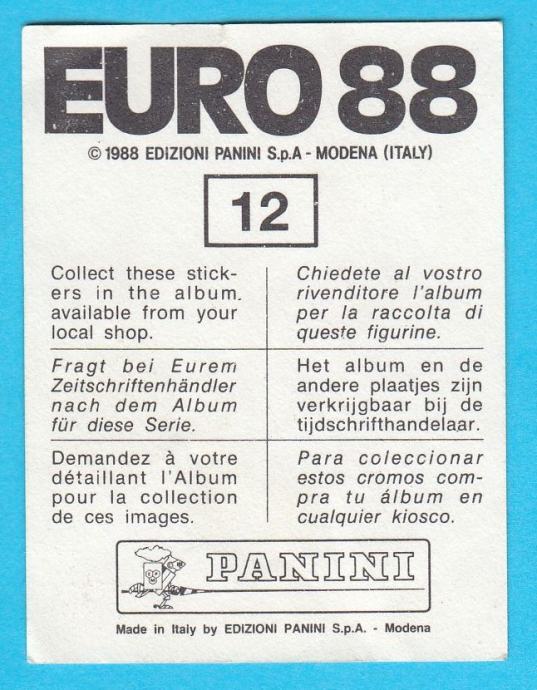 EURO 88
© 1988 EDIZIONI PANINI S.p.A - MODENA (ITALY)
12
Collect these stick-
ers in the album.
available from your
local shop.
Chiedete al vostro
rivenditore l'album
per la raccolta di
queste figurine.
Fragt bei Eurem
Zeitschriftenhändler
nach dem Album
für diese Serie.
Het album en de
andere plaatjes zijn
verkrijgbaar bij de
tijdschrifthandelaar.
Demandez à votre
détaillant l'Album
pour la collection
de ces images.
Para coleccionar
estos cromos com-
pra tu álbum en
cualquier kiosco.
PANINI
Made in Italy by EDIZIONI PANINI S.p.A. - Modena